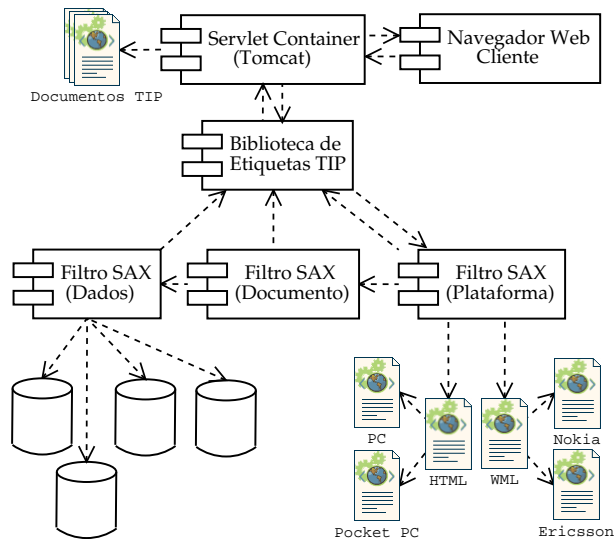 Servlet Container
(Tomcat)
Navegador Web
Cliente
Documentos TIP
Biblioteca de
Etiquetas TIP
Filtro SAX
(Dados)
Filtro SAX
(Documento)
Filtro SAX
(Plataforma)
PC
Nokia
HTML
WML
Pocket PC
Ericsson